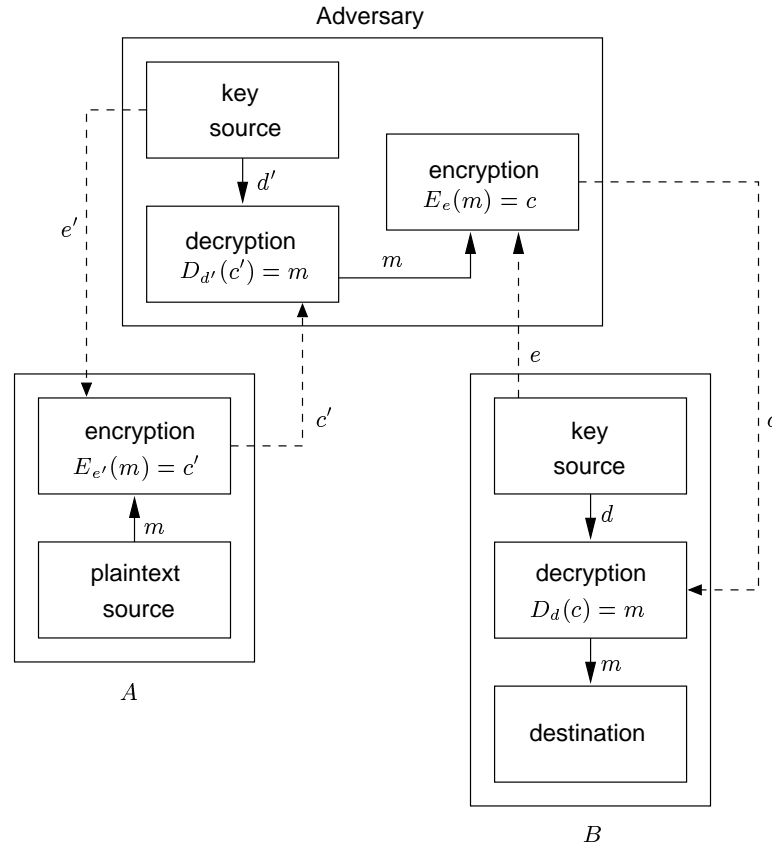 Adversary
key
source
d′
encryption
E_e(m) = c
e′
decryption
D_{d′}(c′) = m
m
e
c′
encryption
E_{e′}(m) = c′
m
plaintext
source
A
key
source
d
decryption
D_d(c) = m
m
destination
B